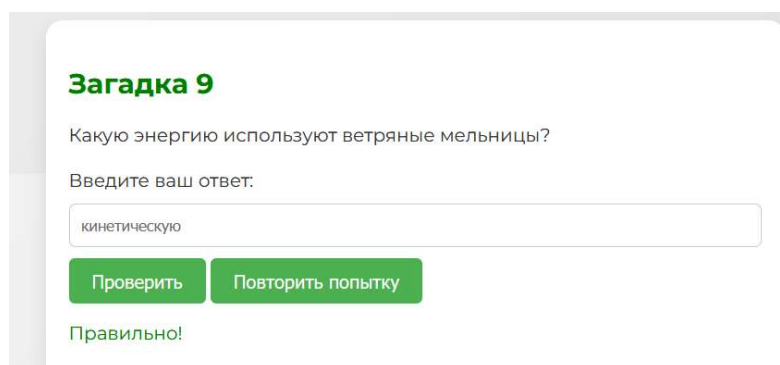 Загадка 9
Какую энергию используют ветряные мельницы?
Введите ваш ответ:
кинетическую
Проверить Повторить попытку
Правильно!